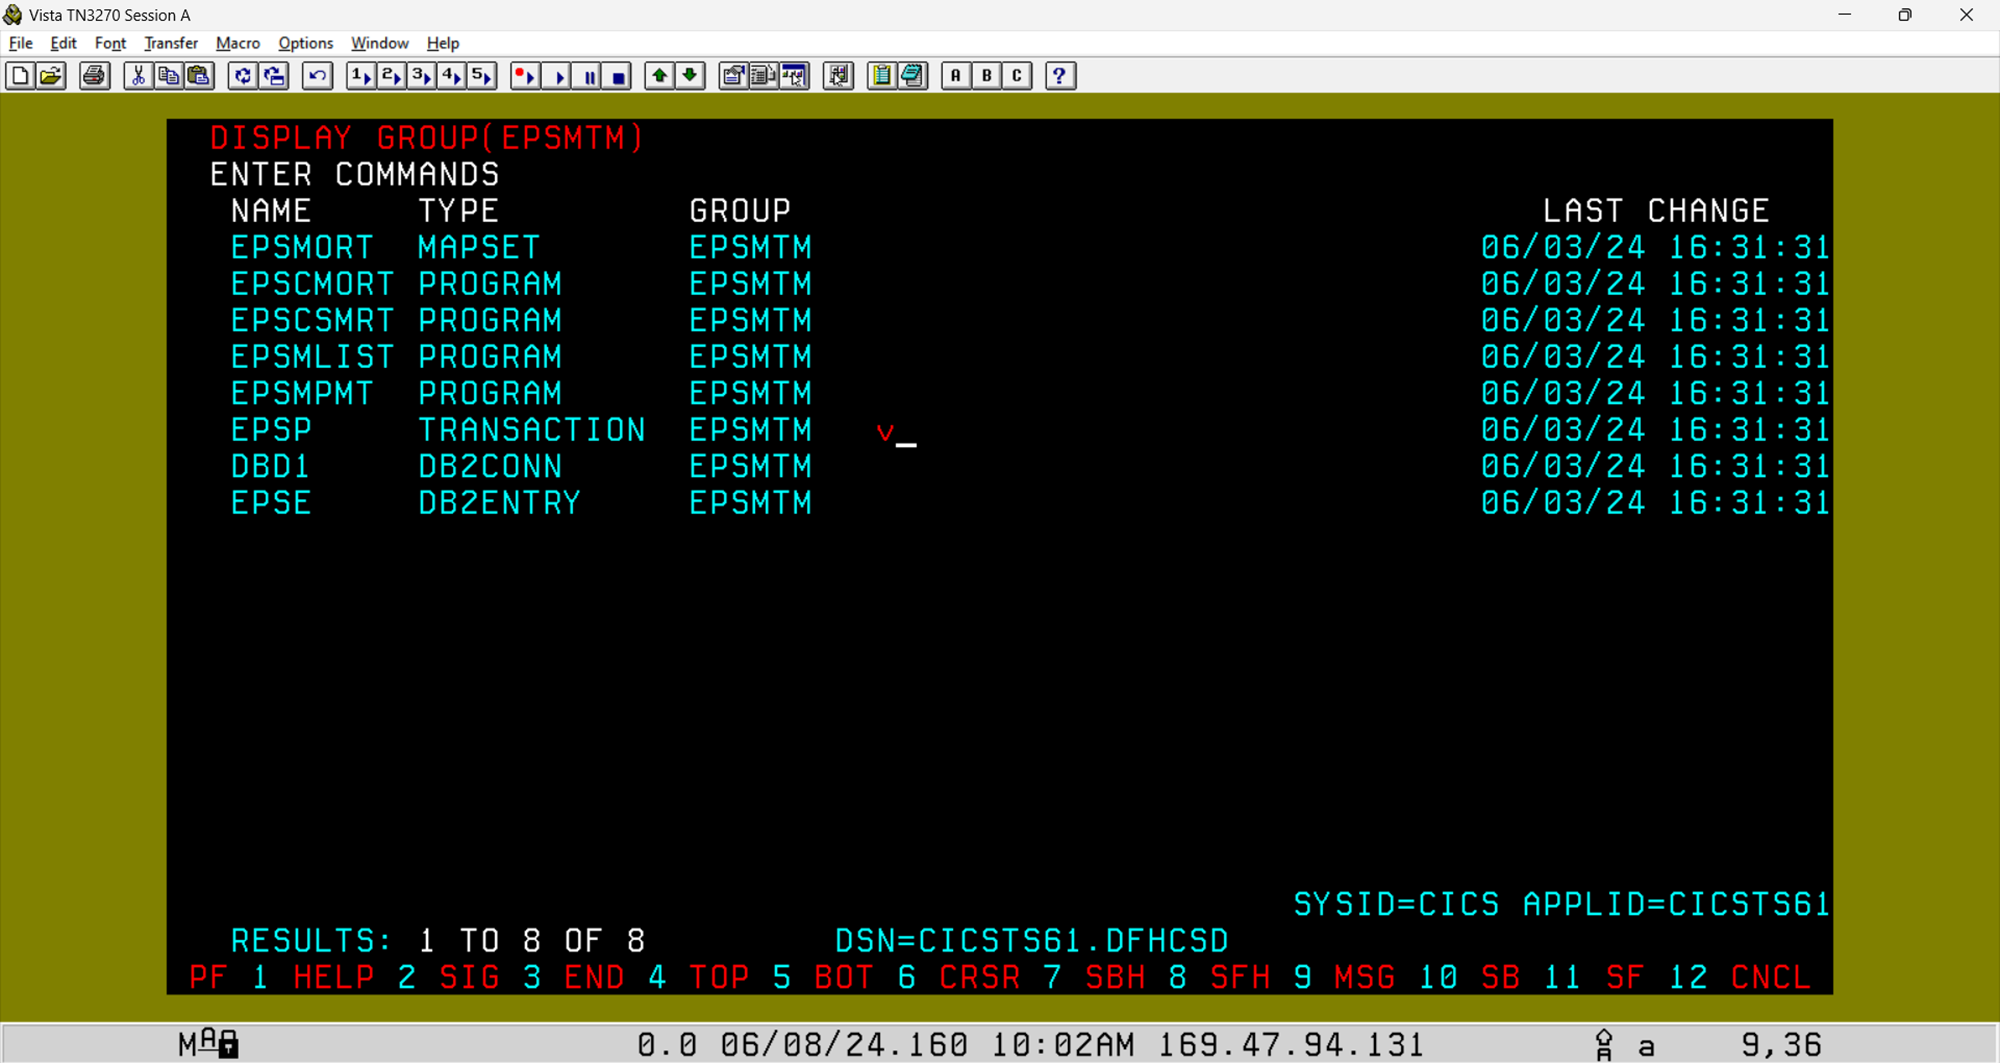 Vista TN3270 Session A
File Edit Font Transfer Macro Options Window Help
1 2 3 4 5 A B C ?
DISPLAY GROUP(EPSMTM)
ENTER COMMANDS
NAME TYPE GROUP LAST CHANGE
EPSMORT MAPSET EPSMTM 06/03/24 16:31:31
EPSCMORT PROGRAM EPSMTM 06/03/24 16:31:31
EPSCSMRT PROGRAM EPSMTM 06/03/24 16:31:31
EPSMLIST PROGRAM EPSMTM 06/03/24 16:31:31
EPSMPMT PROGRAM EPSMTM 06/03/24 16:31:31
EPSP TRANSACTION EPSMTM v_ 06/03/24 16:31:31
DBD1 DB2CONN EPSMTM 06/03/24 16:31:31
EPSE DB2ENTRY EPSMTM 06/03/24 16:31:31
SYSID=CICS APPLID=CICSTS61
RESULTS: 1 TO 8 OF 8 DSN=CICSTS61.DFHCSD
PF 1 HELP 2 SIG 3 END 4 TOP 5 BOT 6 CRSR 7 SBH 8 SFH 9 MSG 10 SB 11 SF 12 CNCL
MA 0.0 06/08/24.160 10:02AM 169.47.94.131 A a 9,36